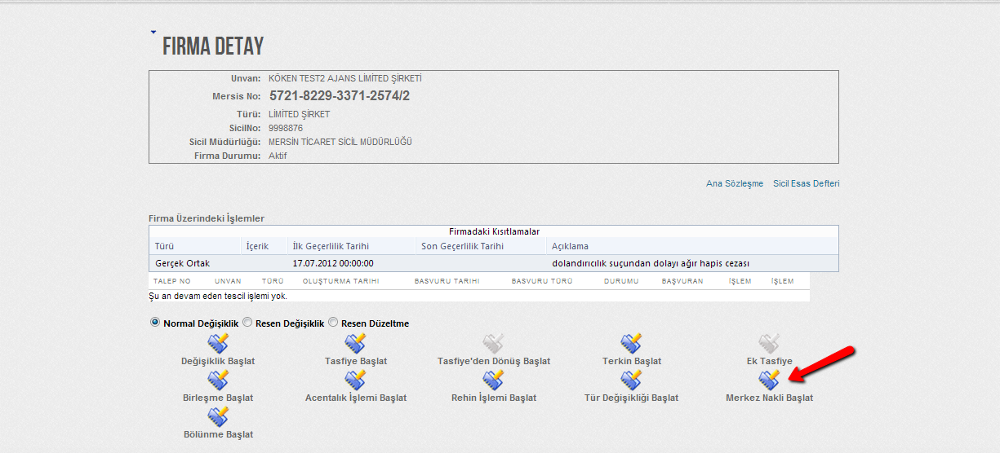 FIRMA DETAY
Unvan: KÖKEN TEST2 AJANS LİMİTED ŞİRKETİ
Mersis No: 5721-8229-3371-2574/2
Türü: LİMİTED ŞİRKET
SicilNo: 9998876
Sicil Müdürlüğü: MERSİN TİCARET SİCİL MÜDÜRLÜĞÜ
Firma Durumu: Aktif
Ana Sözleşme Sicil Esas Defteri
Firma Üzerindeki İşlemler
Firmadaki Kısıtlamalar
Türü İçerik İlk Geçerlilik Tarihi Son Geçerlilik Tarihi Açıklama
Gerçek Ortak 17.07.2012 00:00:00 dolandırıcılık suçundan dolayı ağır hapis cezası
TALEP NO UNVAN TÜRÜ OLUŞTURMA TARIHI BASVURU TARIHI BASVURU TÜRÜ DURUMU BAŞVURAN İŞLEM İŞLEM
Şu an devam eden tescil işlemi yok.
Normal Değişiklik Resen Değişiklik Resen Düzeltme
Değişiklik Başlat Tasfiye Başlat Tasfiye'den Dönüş Başlat Terkin Başlat Ek Tasfiye
Birleşme Başlat Acentalık İşlemi Başlat Rehin İşlemi Başlat Tür Değişikliği Başlat Merkez Nakli Başlat
Bölünme Başlat